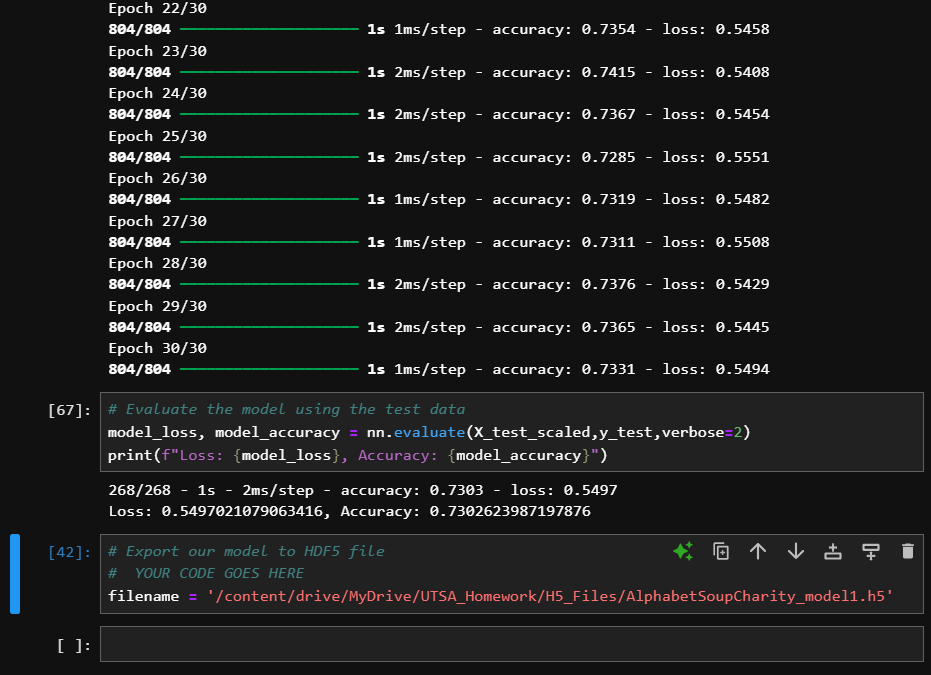 Epoch 22/30
804/804 ━━━━━━━━━━━━━━━━━━━━ 1s 1ms/step - accuracy: 0.7354 - loss: 0.5458
Epoch 23/30
804/804 ━━━━━━━━━━━━━━━━━━━━ 1s 2ms/step - accuracy: 0.7415 - loss: 0.5408
Epoch 24/30
804/804 ━━━━━━━━━━━━━━━━━━━━ 1s 2ms/step - accuracy: 0.7367 - loss: 0.5454
Epoch 25/30
804/804 ━━━━━━━━━━━━━━━━━━━━ 1s 2ms/step - accuracy: 0.7285 - loss: 0.5551
Epoch 26/30
804/804 ━━━━━━━━━━━━━━━━━━━━ 1s 1ms/step - accuracy: 0.7319 - loss: 0.5482
Epoch 27/30
804/804 ━━━━━━━━━━━━━━━━━━━━ 1s 1ms/step - accuracy: 0.7311 - loss: 0.5508
Epoch 28/30
804/804 ━━━━━━━━━━━━━━━━━━━━ 1s 2ms/step - accuracy: 0.7376 - loss: 0.5429
Epoch 29/30
804/804 ━━━━━━━━━━━━━━━━━━━━ 1s 2ms/step - accuracy: 0.7365 - loss: 0.5445
Epoch 30/30
804/804 ━━━━━━━━━━━━━━━━━━━━ 1s 1ms/step - accuracy: 0.7331 - loss: 0.5494
[67]: # Evaluate the model using the test data
model_loss, model_accuracy = nn.evaluate(X_test_scaled,y_test,verbose=2)
print(f"Loss: {model_loss}, Accuracy: {model_accuracy}")
268/268 - 1s - 2ms/step - accuracy: 0.7303 - loss: 0.5497
Loss: 0.5497021079063416, Accuracy: 0.7302623987197876
[42]: # Export our model to HDF5 file
#  YOUR CODE GOES HERE
filename = '/content/drive/MyDrive/UTSA_Homework/H5_Files/AlphabetSoupCharity_model1.h5'
[ ]: